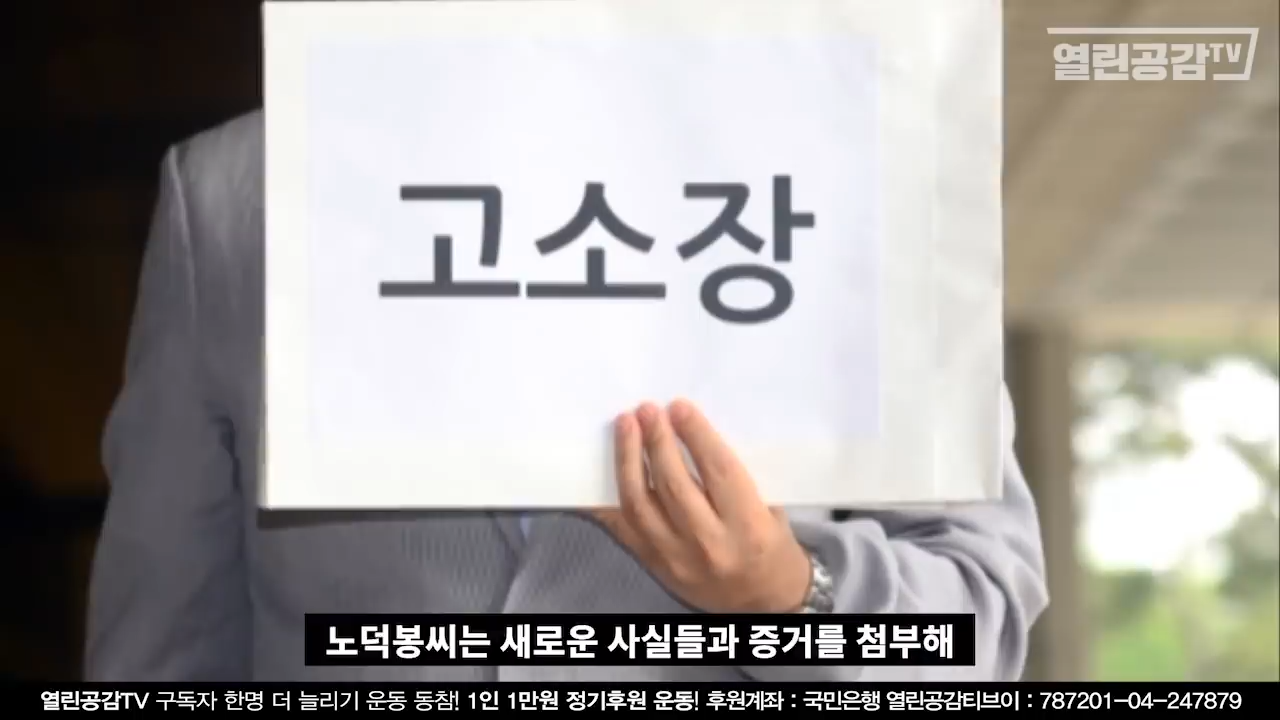 열린공감TV
고소장
노덕봉씨는 새로운 사실들과 증거를 첨부해
열린공감TV 구독자 한명 더 늘리기 운동 동참! 1인 1만원 정기후원 운동! 후원계좌 : 국민은행 열린공감티브이 : 787201-04-247879